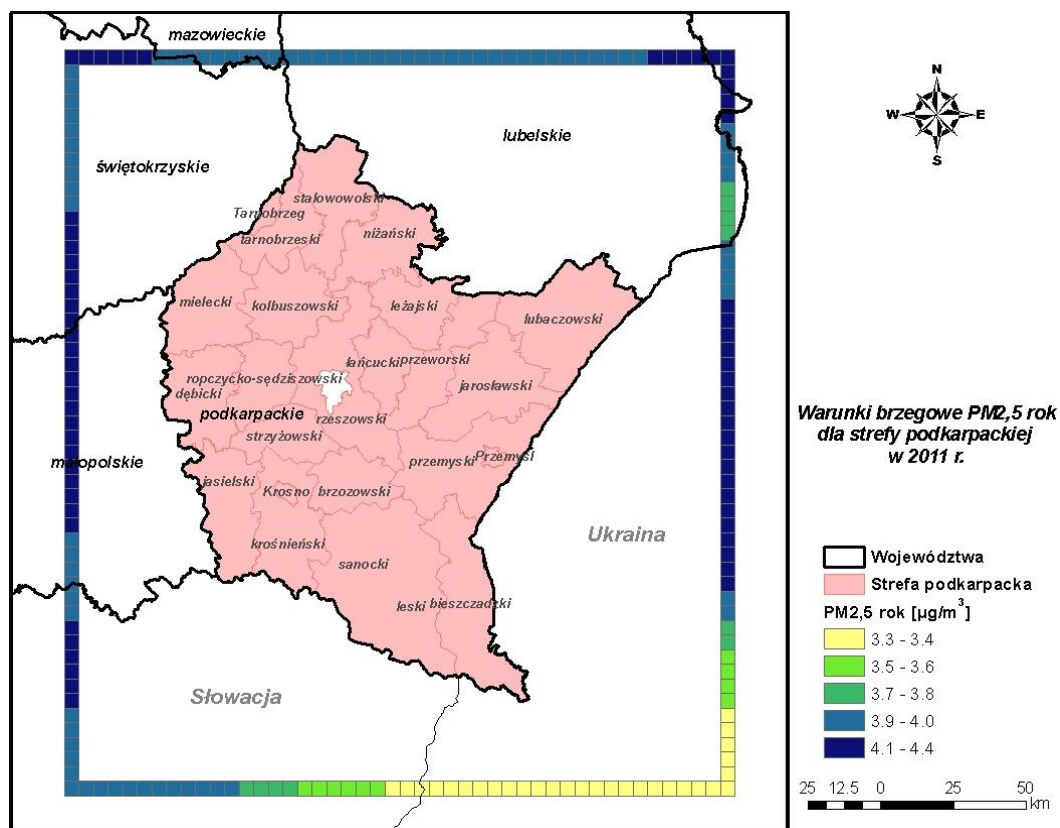 mazowieckie
lubelskie
świętokrzyskie
stalowowolski
Tarnobrzeg
tarnobrzeski
niżański
mielecki
kolbuszowski
leżajski
lubaczowski
łańcucki
przeworski
ropczycko-sędziszowski
jarosławski
dębicki
podkarpackie
rzeszowski
strzyżowski
małopolskie
przemyski
Przemyśl
jasielski
Krosno
brzozowski
krośnieński
sanocki
Ukraina
leski
bieszczadzki
Słowacja
N
W
E
S
Warunki brzegowe PM2,5 rok
dla strefy podkarpackiej
w 2011 r.
Województwa
Strefa podkarpacka
PM2,5 rok [µg/m³]
3.3 - 3.4
3.5 - 3.6
3.7 - 3.8
3.9 - 4.0
4.1 - 4.4
25 12.5 0 25 50
km